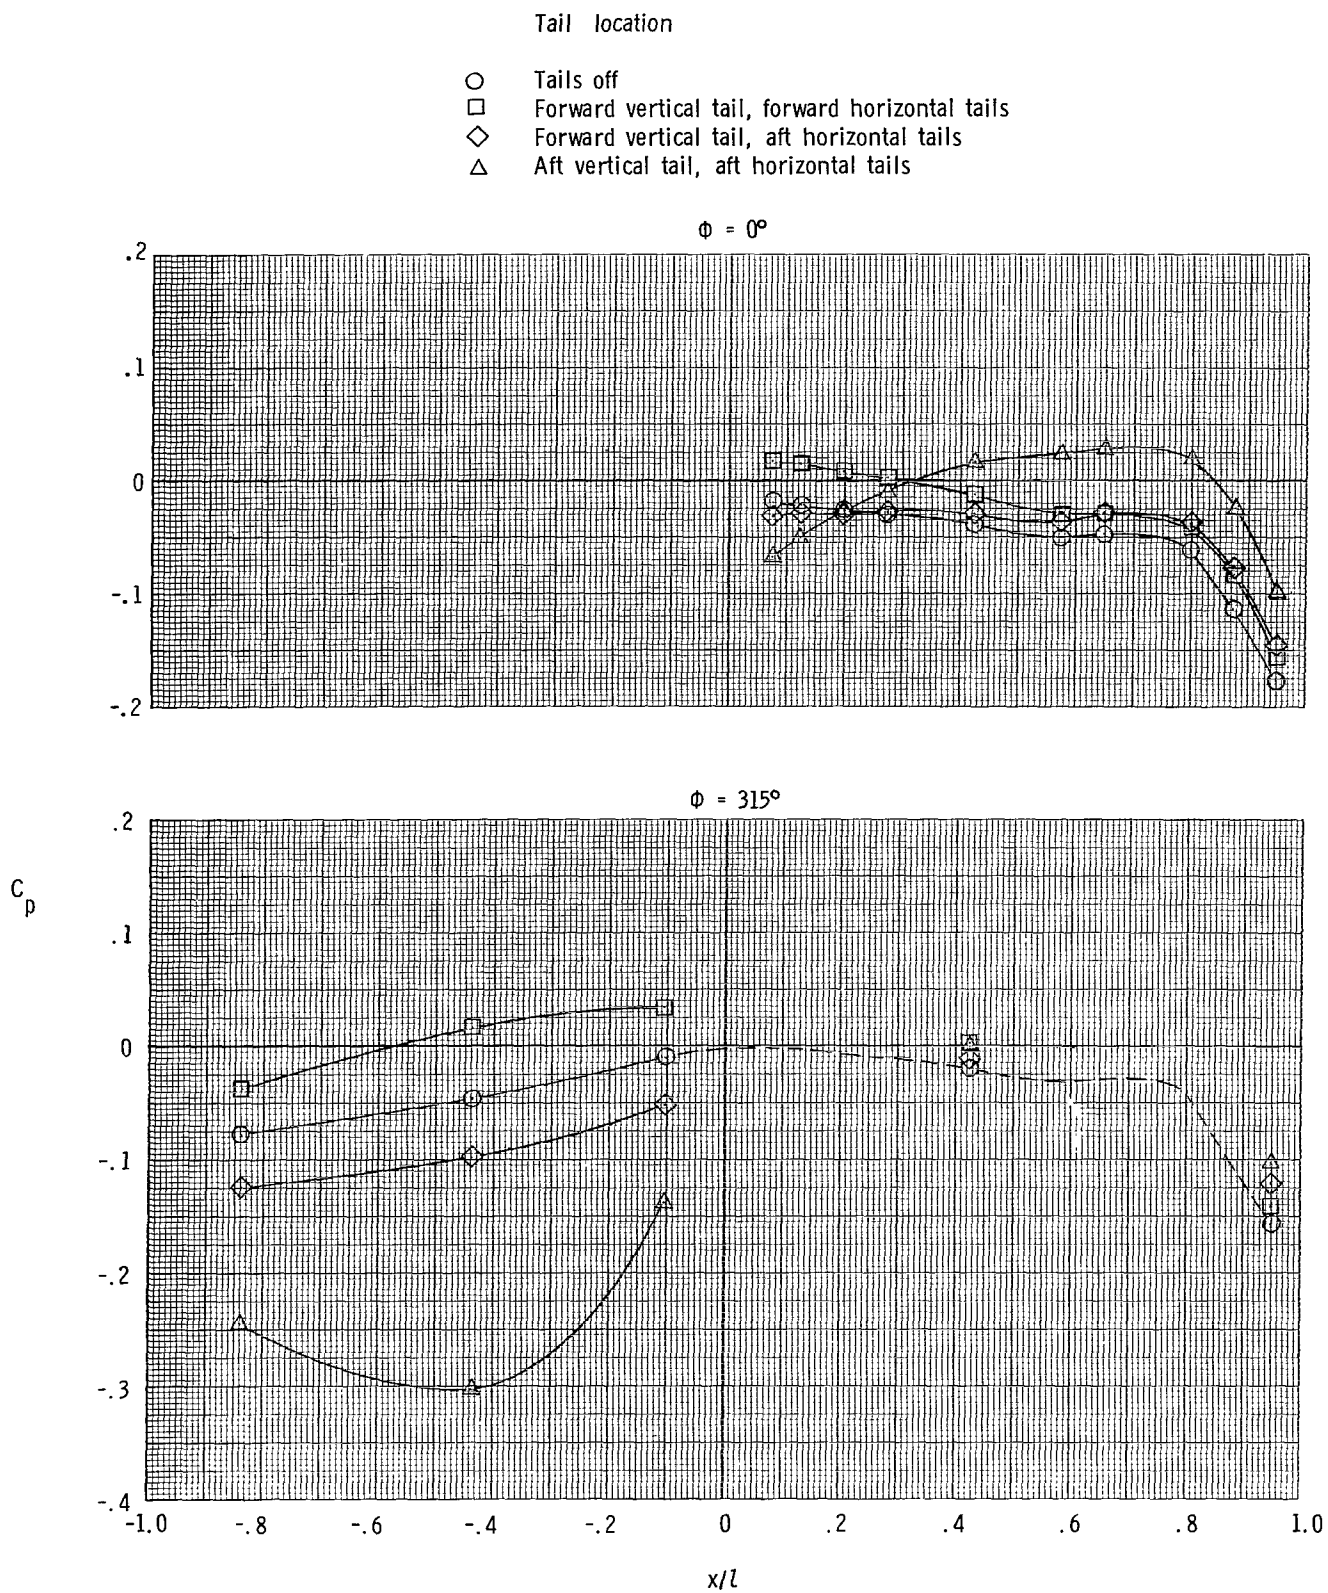 Tail location
Tails off
Forward vertical tail, forward horizontal tails
Forward vertical tail, aft horizontal tails
Aft vertical tail, aft horizontal tails
Φ = 0°
.2
.1
0
-.1
-.2
Φ = 315°
.2
.1
0
-.1
-.2
-.3
-.4
Cp
-1.0 -.8 -.6 -.4 -.2 0 .2 .4 .6 .8 1.0
x/l